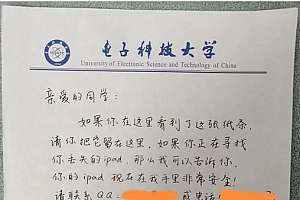 电子科技大学
University of Electronic Science and Technology of China
亲爱的同学：
如果你在这里看到了这张纸条，
请你把它留在这里。如果你正在寻找
你丢失的ipad，那么我可以告诉你，
你的ipad 现在在我手里非常安全！
请联系QQ：
或电话